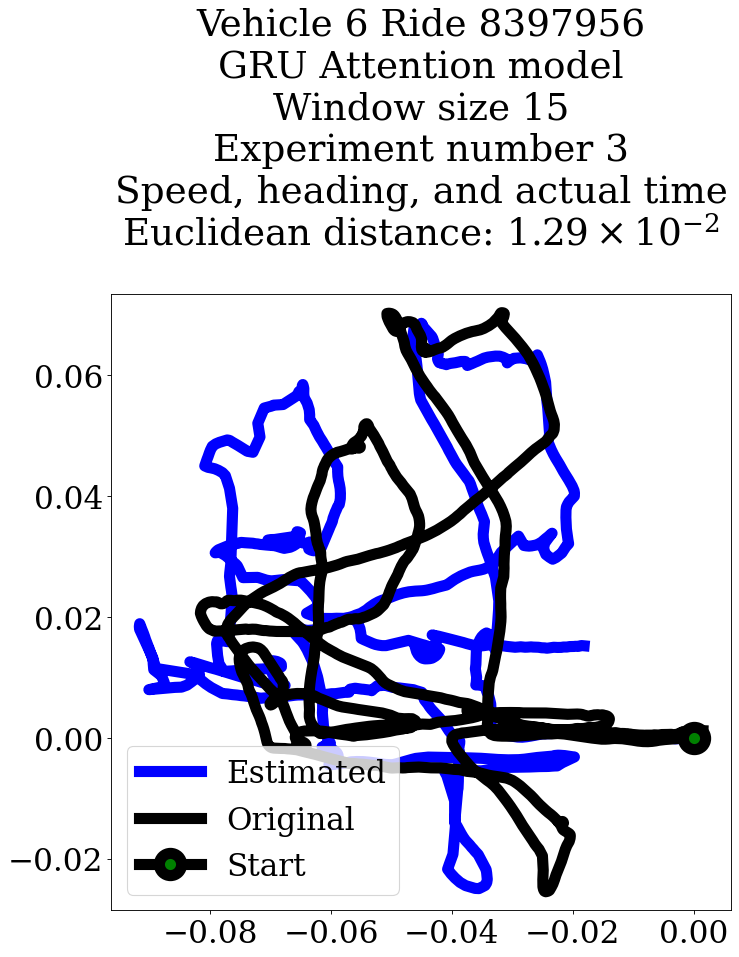 Vehicle 6 Ride 8397956
GRU Attention model
Window size 15
Experiment number 3
Speed, heading, and actual time
Euclidean distance: 1.29 × 10⁻²
0.06
0.04
0.02
0.00
−0.02
Estimated
Original
Start
−0.08 −0.06 −0.04 −0.02 0.00